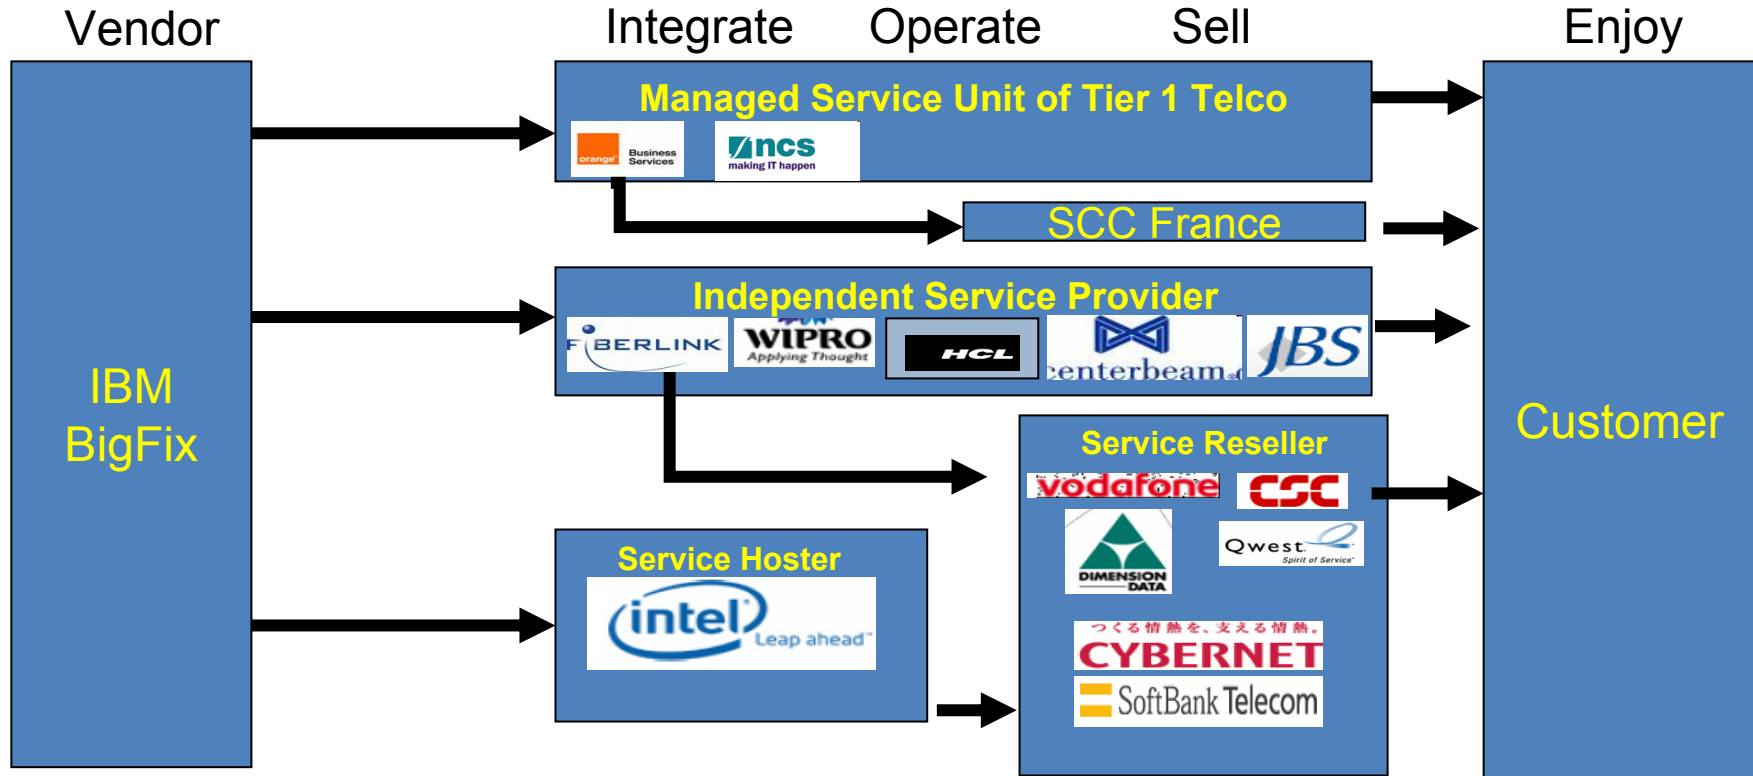 Vendor
Integrate
Operate
Sell
Enjoy
IBM
BigFix
Managed Service Unit of Tier 1 Telco
orange™
Business
Services
ncs
making IT happen
SCC France
Independent Service Provider
FiBERLINK
WIPRO
Applying Thought
HCL
centerbeam.c
JBS
Service Reseller
vodafone
CSC
DIMENSION
DATA
Qwest
Spirit of Service
つくる情熱を、支える情熱。
CYBERNET
SoftBank Telecom
Service Hoster
intel
Leap ahead™
Customer